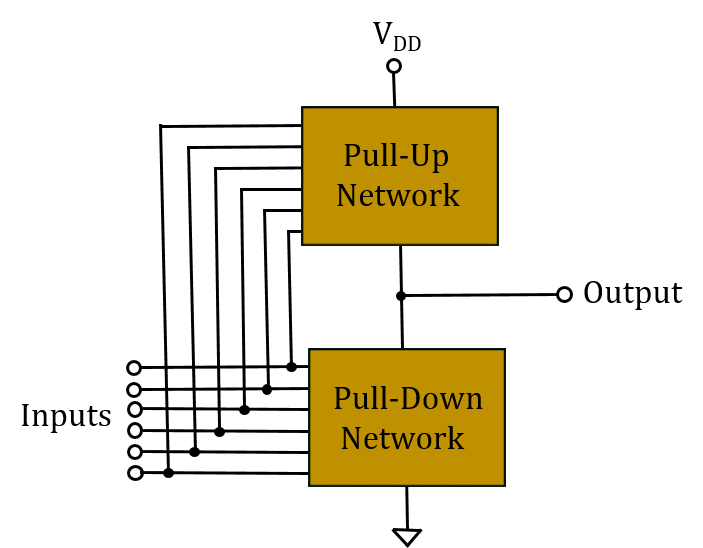 V_DD
Pull-Up
Network
Output
Pull-Down
Network
Inputs